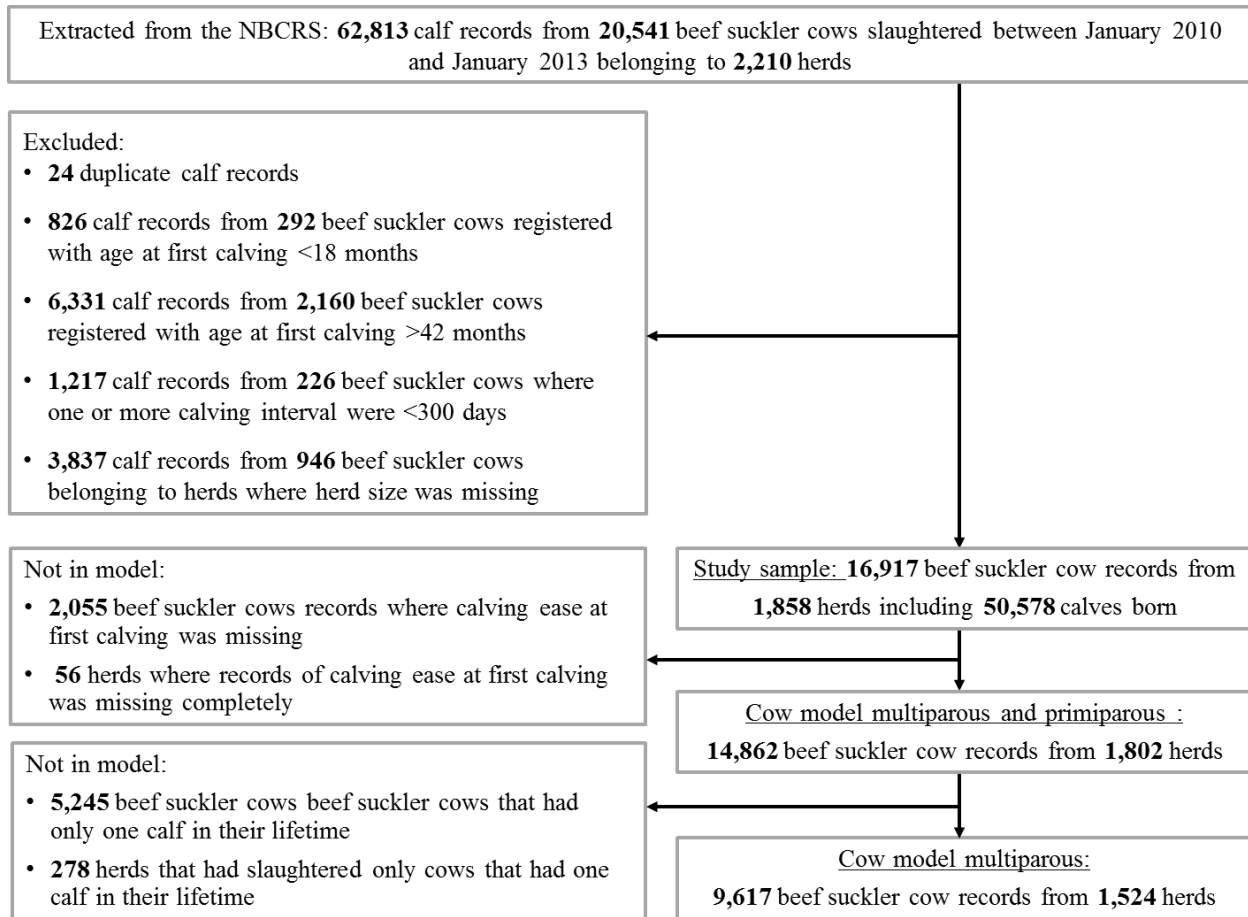 Extracted from the NBCRS: 62,813 calf records from 20,541 beef suckler cows slaughtered between January 2010
and January 2013 belonging to 2,210 herds
Excluded:
• 24 duplicate calf records
• 826 calf records from 292 beef suckler cows registered
with age at first calving <18 months
• 6,331 calf records from 2,160 beef suckler cows
registered with age at first calving >42 months
• 1,217 calf records from 226 beef suckler cows where
one or more calving interval were <300 days
• 3,837 calf records from 946 beef suckler cows
belonging to herds where herd size was missing
Study sample: 16,917 beef suckler cow records from
1,858 herds including 50,578 calves born
Not in model:
• 2,055 beef suckler cows records where calving ease at
first calving was missing
• 56 herds where records of calving ease at first calving
was missing completely
Cow model multiparous and primiparous :
14,862 beef suckler cow records from 1,802 herds
Not in model:
• 5,245 beef suckler cows beef suckler cows that had
only one calf in their lifetime
• 278 herds that had slaughtered only cows that had one
calf in their lifetime
Cow model multiparous:
9,617 beef suckler cow records from 1,524 herds